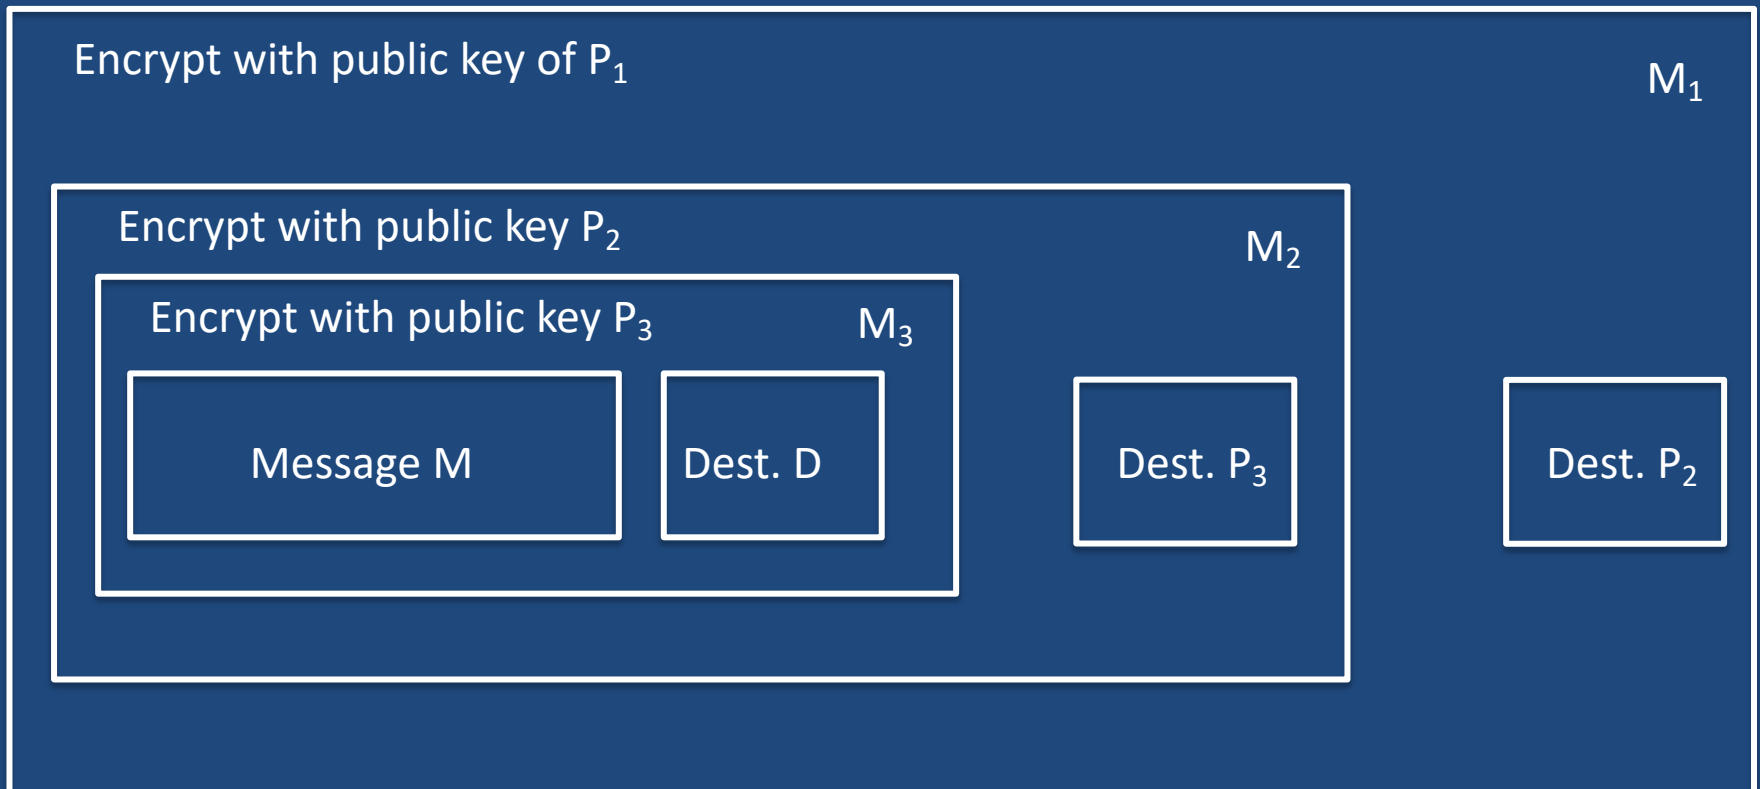 Encrypt with public key of P₁
M₁
Encrypt with public key P₂
M₂
Encrypt with public key P₃
M₃
Message M
Dest. D
Dest. P₃
Dest. P₂